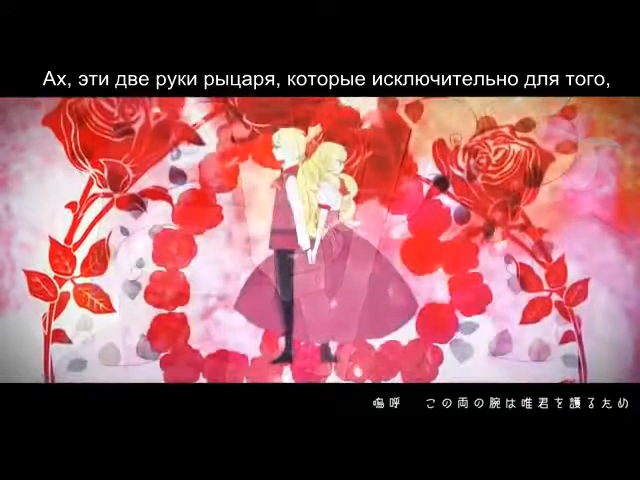 Ах, эти две руки рыцаря, которые исключительно для того,
嗚呼　この両の腕は唯君を護るため